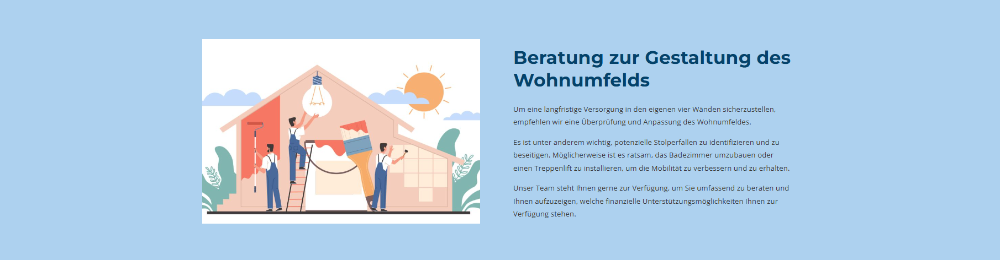 Beratung zur Gestaltung des
Wohnumfelds
Um eine langfristige Versorgung in den eigenen vier Wänden sicherzustellen,
empfehlen wir eine Überprüfung und Anpassung des Wohnumfeldes.
Es ist unter anderem wichtig, potenzielle Stolperfallen zu identifizieren und zu
beseitigen. Möglicherweise ist es ratsam, das Badezimmer umzubauen oder
einen Treppenlift zu installieren, um die Mobilität zu verbessern und zu erhalten.
Unser Team steht Ihnen gerne zur Verfügung, um Sie umfassend zu beraten und
Ihnen aufzuzeigen, welche finanzielle Unterstützungsmöglichkeiten Ihnen zur
Verfügung stehen.